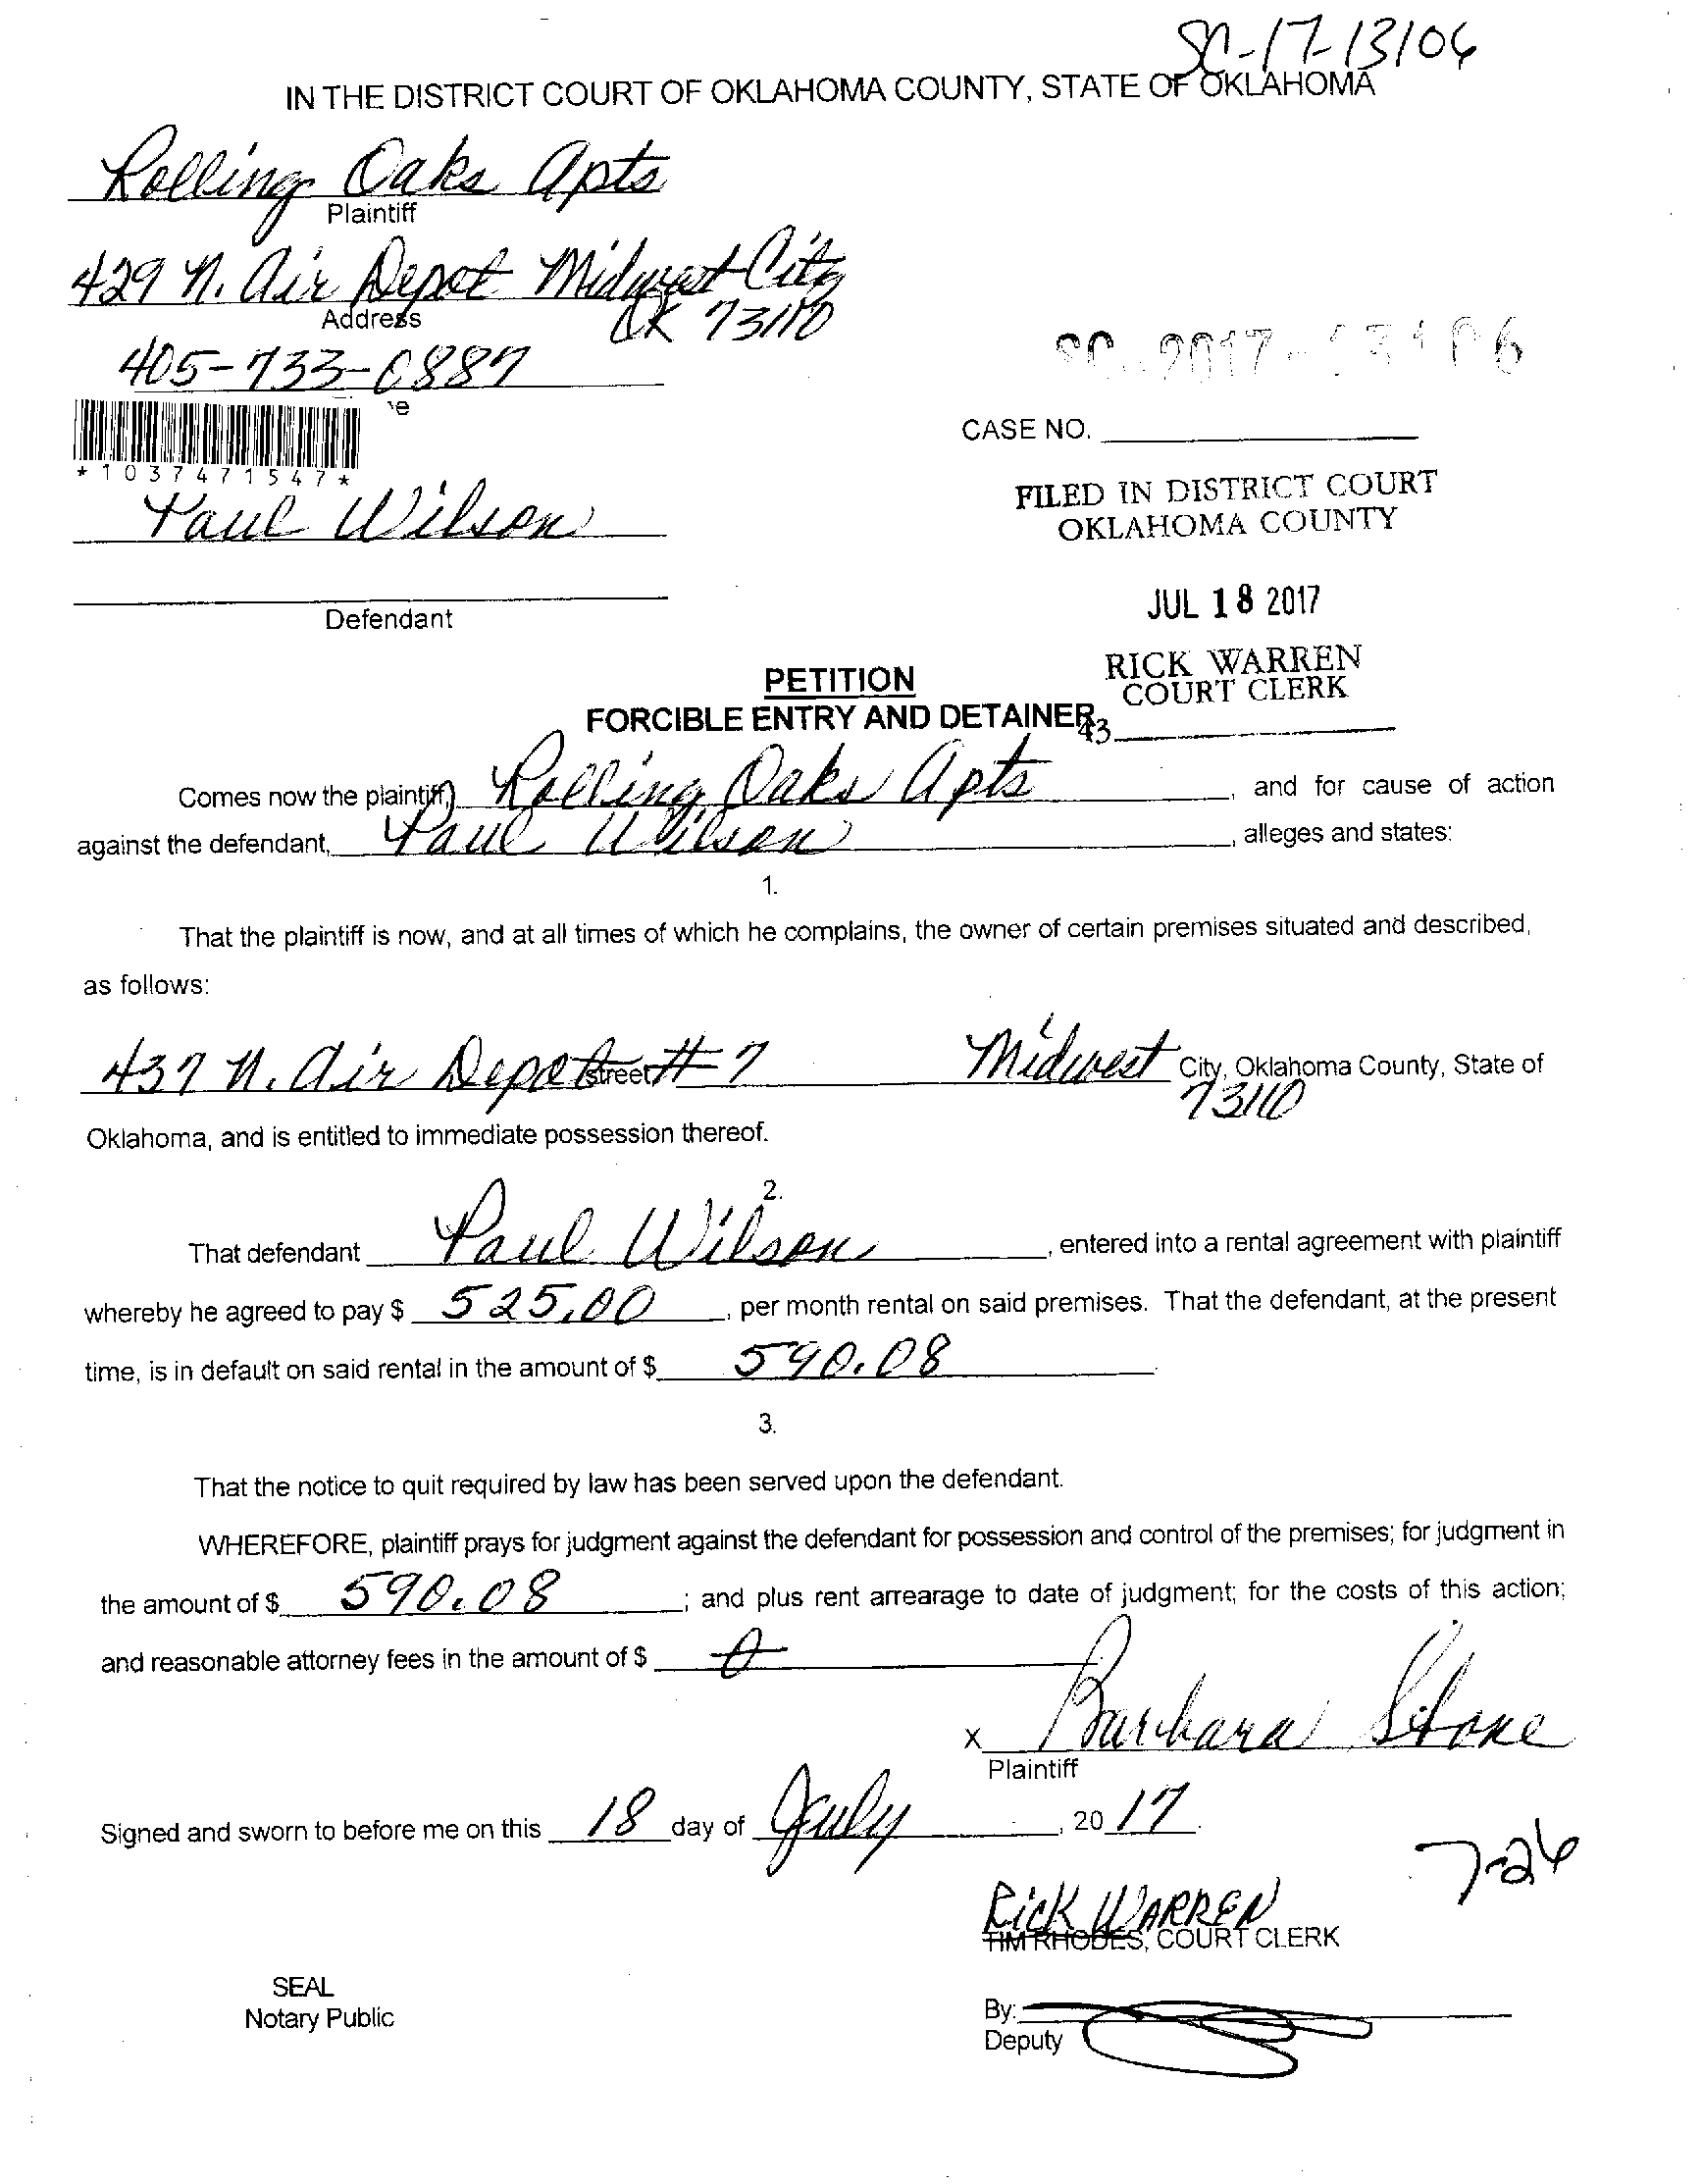 SC-17-13106
IN THE DISTRICT COURT OF OKLAHOMA COUNTY, STATE OF OKLAHOMA
Rolling Oaks Apts
Plaintiff
429 N. Air Depot Midwest City
Address
OK 73110
405-733-0887
SC-2017-13106
CASE NO.
*1037471547*
FILED IN DISTRICT COURT
OKLAHOMA COUNTY
Paul Wilson
Defendant
JUL 18 2017
RICK WARREN
COURT CLERK
PETITION
FORCIBLE ENTRY AND DETAINER
43
Comes now the plaintiff, Rolling Oaks Apts, and for cause of action
against the defendant, Paul Wilson, alleges and states:
1.
That the plaintiff is now, and at all times of which he complains, the owner of certain premises situated and described,
as follows:
437 N. Air Depot #7 Midwest City, Oklahoma County, State of
Street
73110
Oklahoma, and is entitled to immediate possession thereof.
2.
That defendant Paul Wilson, entered into a rental agreement with plaintiff
whereby he agreed to pay $ 525.00, per month rental on said premises. That the defendant, at the present
time, is in default on said rental in the amount of $ 590.08.
3.
That the notice to quit required by law has been served upon the defendant.
WHEREFORE, plaintiff prays for judgment against the defendant for possession and control of the premises; for judgment in
the amount of $ 590.08; and plus rent arrearage to date of judgment; for the costs of this action;
and reasonable attorney fees in the amount of $ 0
X Barbara Stone
Plaintiff
Signed and sworn to before me on this 18 day of July, 20 17.
7-26
Rick WARREN
TIM RHODES, COURT CLERK
SEAL
Notary Public
By:
Deputy